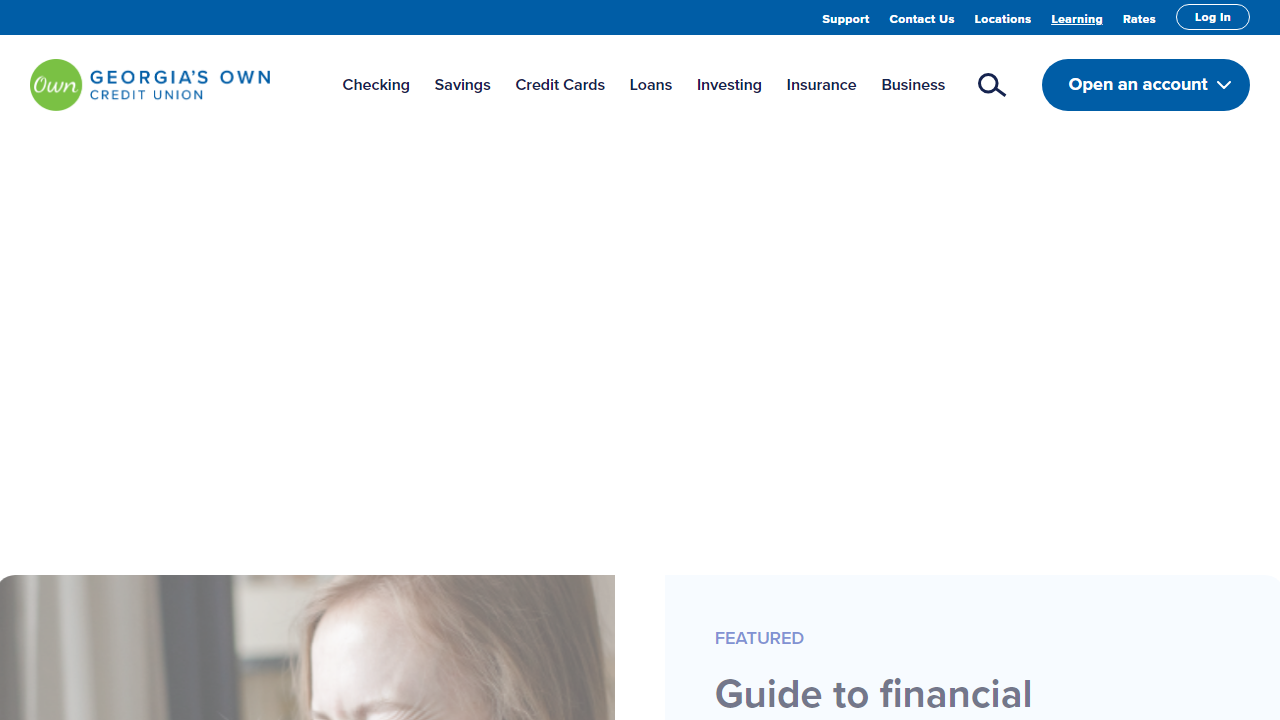 Support Contact Us Locations Learning Rates Log In
Own GEORGIA'S OWN
CREDIT UNION
Checking Savings Credit Cards Loans Investing Insurance Business Open an account
FEATURED
Guide to financial